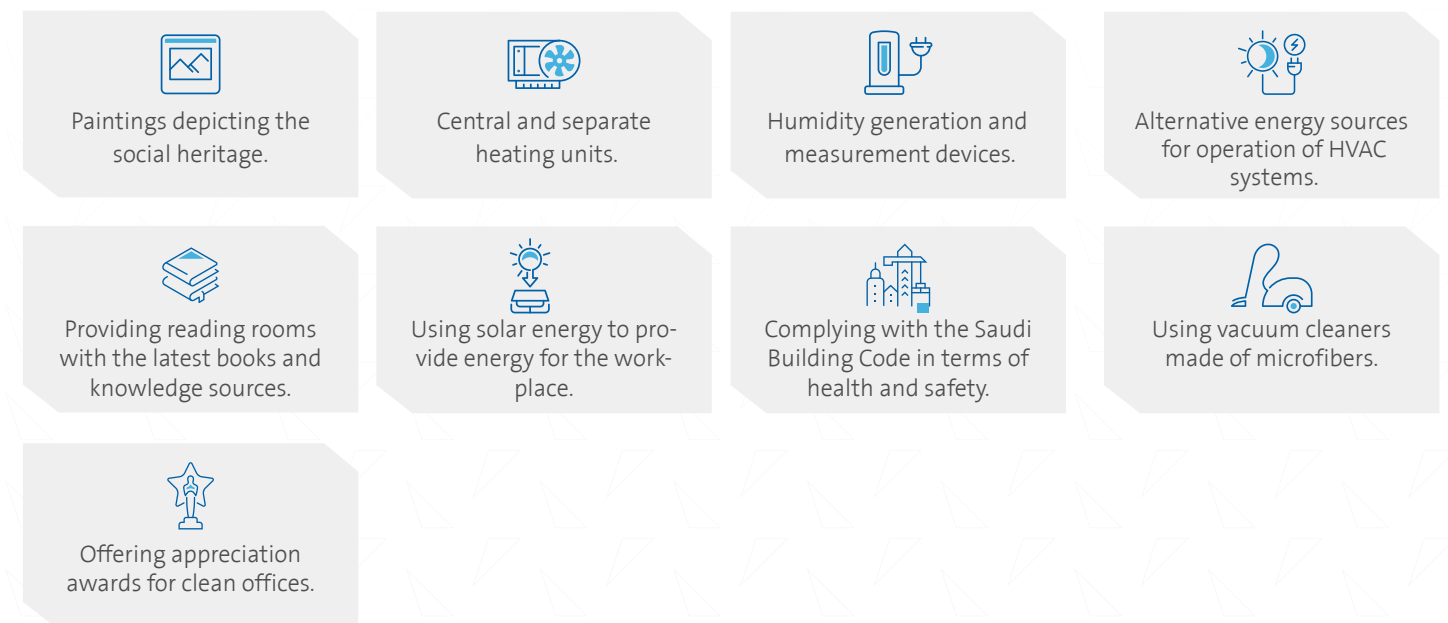 Paintings depicting the
social heritage.
Central and separate
heating units.
Humidity generation and
measurement devices.
Alternative energy sources
for operation of HVAC
systems.
Providing reading rooms
with the latest books and
knowledge sources.
Using solar energy to pro-
vide energy for the work-
place.
Complying with the Saudi
Building Code in terms of
health and safety.
Using vacuum cleaners
made of microfibers.
Offering appreciation
awards for clean offices.